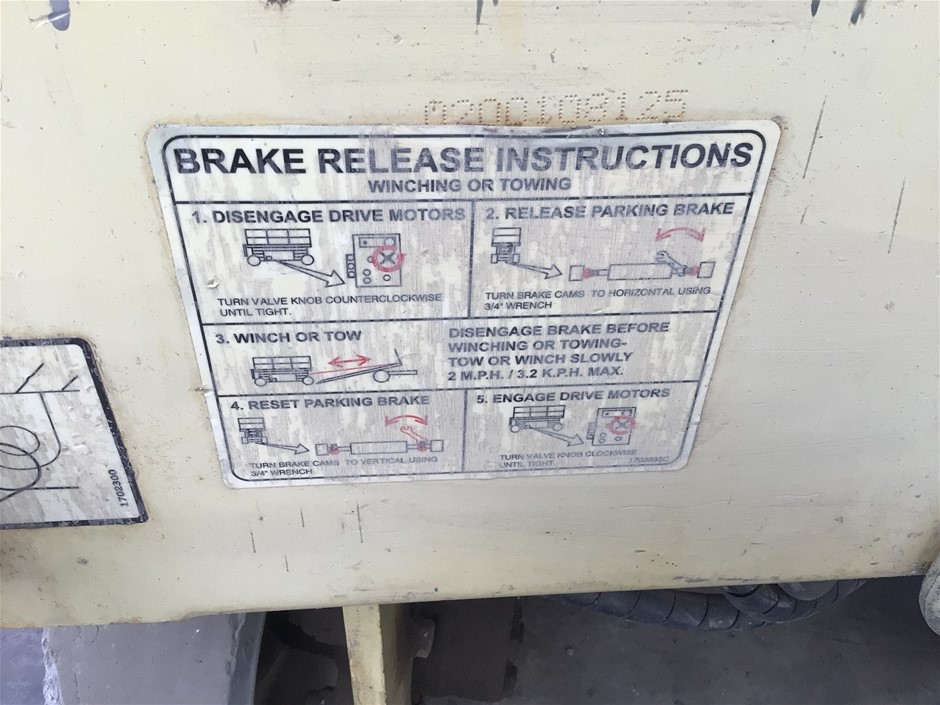 0200108125
BRAKE RELEASE INSTRUCTIONS
WINCHING OR TOWING
1. DISENGAGE DRIVE MOTORS
TURN VALVE KNOB COUNTERCLOCKWISE
UNTIL TIGHT.
2. RELEASE PARKING BRAKE
TURN BRAKE CAMS TO HORIZONTAL USING
3/4" WRENCH
3. WINCH OR TOW
DISENGAGE BRAKE BEFORE
WINCHING OR TOWING-
TOW OR WINCH SLOWLY
2 M.P.H. / 3.2 K.P.H. MAX.
4. RESET PARKING BRAKE
TURN BRAKE CAMS TO VERTICAL USING
3/4" WRENCH
5. ENGAGE DRIVE MOTORS
TURN VALVE KNOB CLOCKWISE
UNTIL TIGHT.
1702300